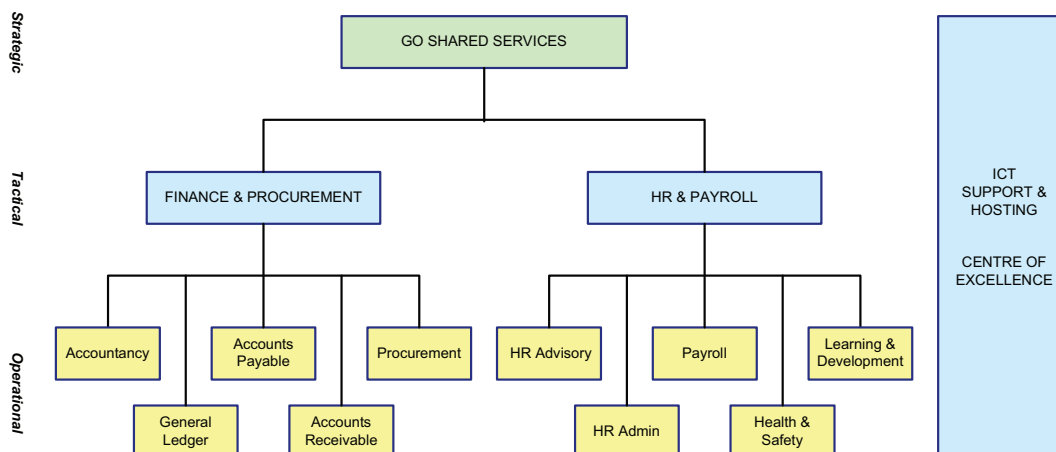 Strategic
GO SHARED SERVICES
Tactical
FINANCE & PROCUREMENT
HR & PAYROLL
ICT
SUPPORT &
HOSTING
CENTRE OF
EXCELLENCE
Operational
Accountancy
Accounts
Payable
Procurement
HR Advisory
Payroll
Learning &
Development
General
Ledger
Accounts
Receivable
HR Admin
Health &
Safety